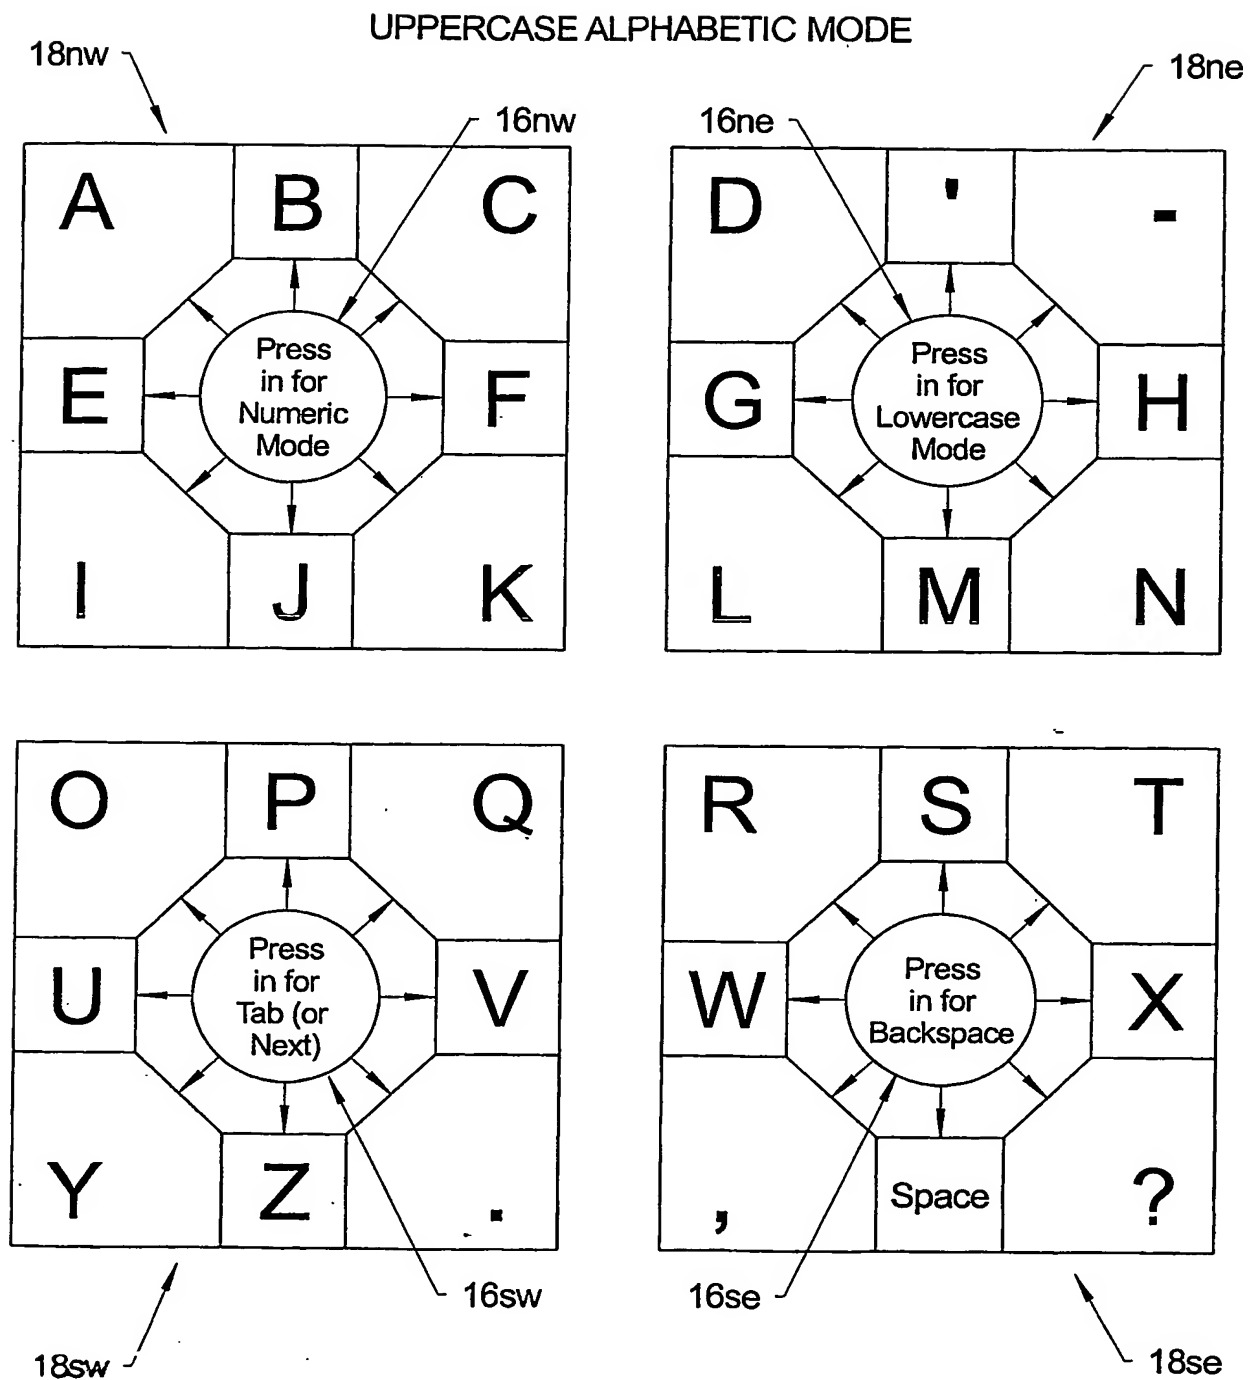 UPPERCASE ALPHABETIC MODE
18nw
18ne
16nw
16ne
A B C
D ' -
Press
in for
Numeric
Mode
Press
in for
Lowercase
Mode
E F
G H
I J K
L M N
O P Q
R S T
Press
in for
Tab (or
Next)
Press
in for
Backspace
U V
W X
Y Z .
, Space ?
16sw
16se
18sw
18se